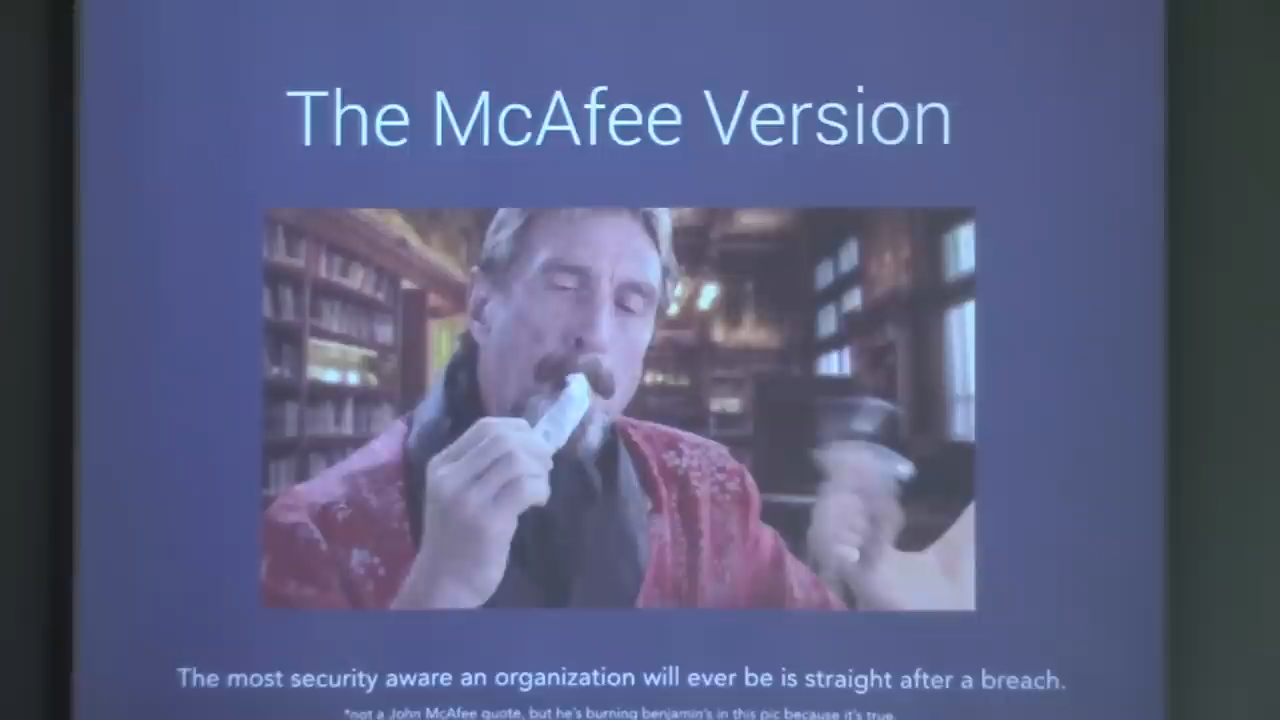 The McAfee Version
The most security aware an organization will ever be is straight after a breach.
*not a John McAfee quote, but he's burning benjamin's in this pic because it's true.